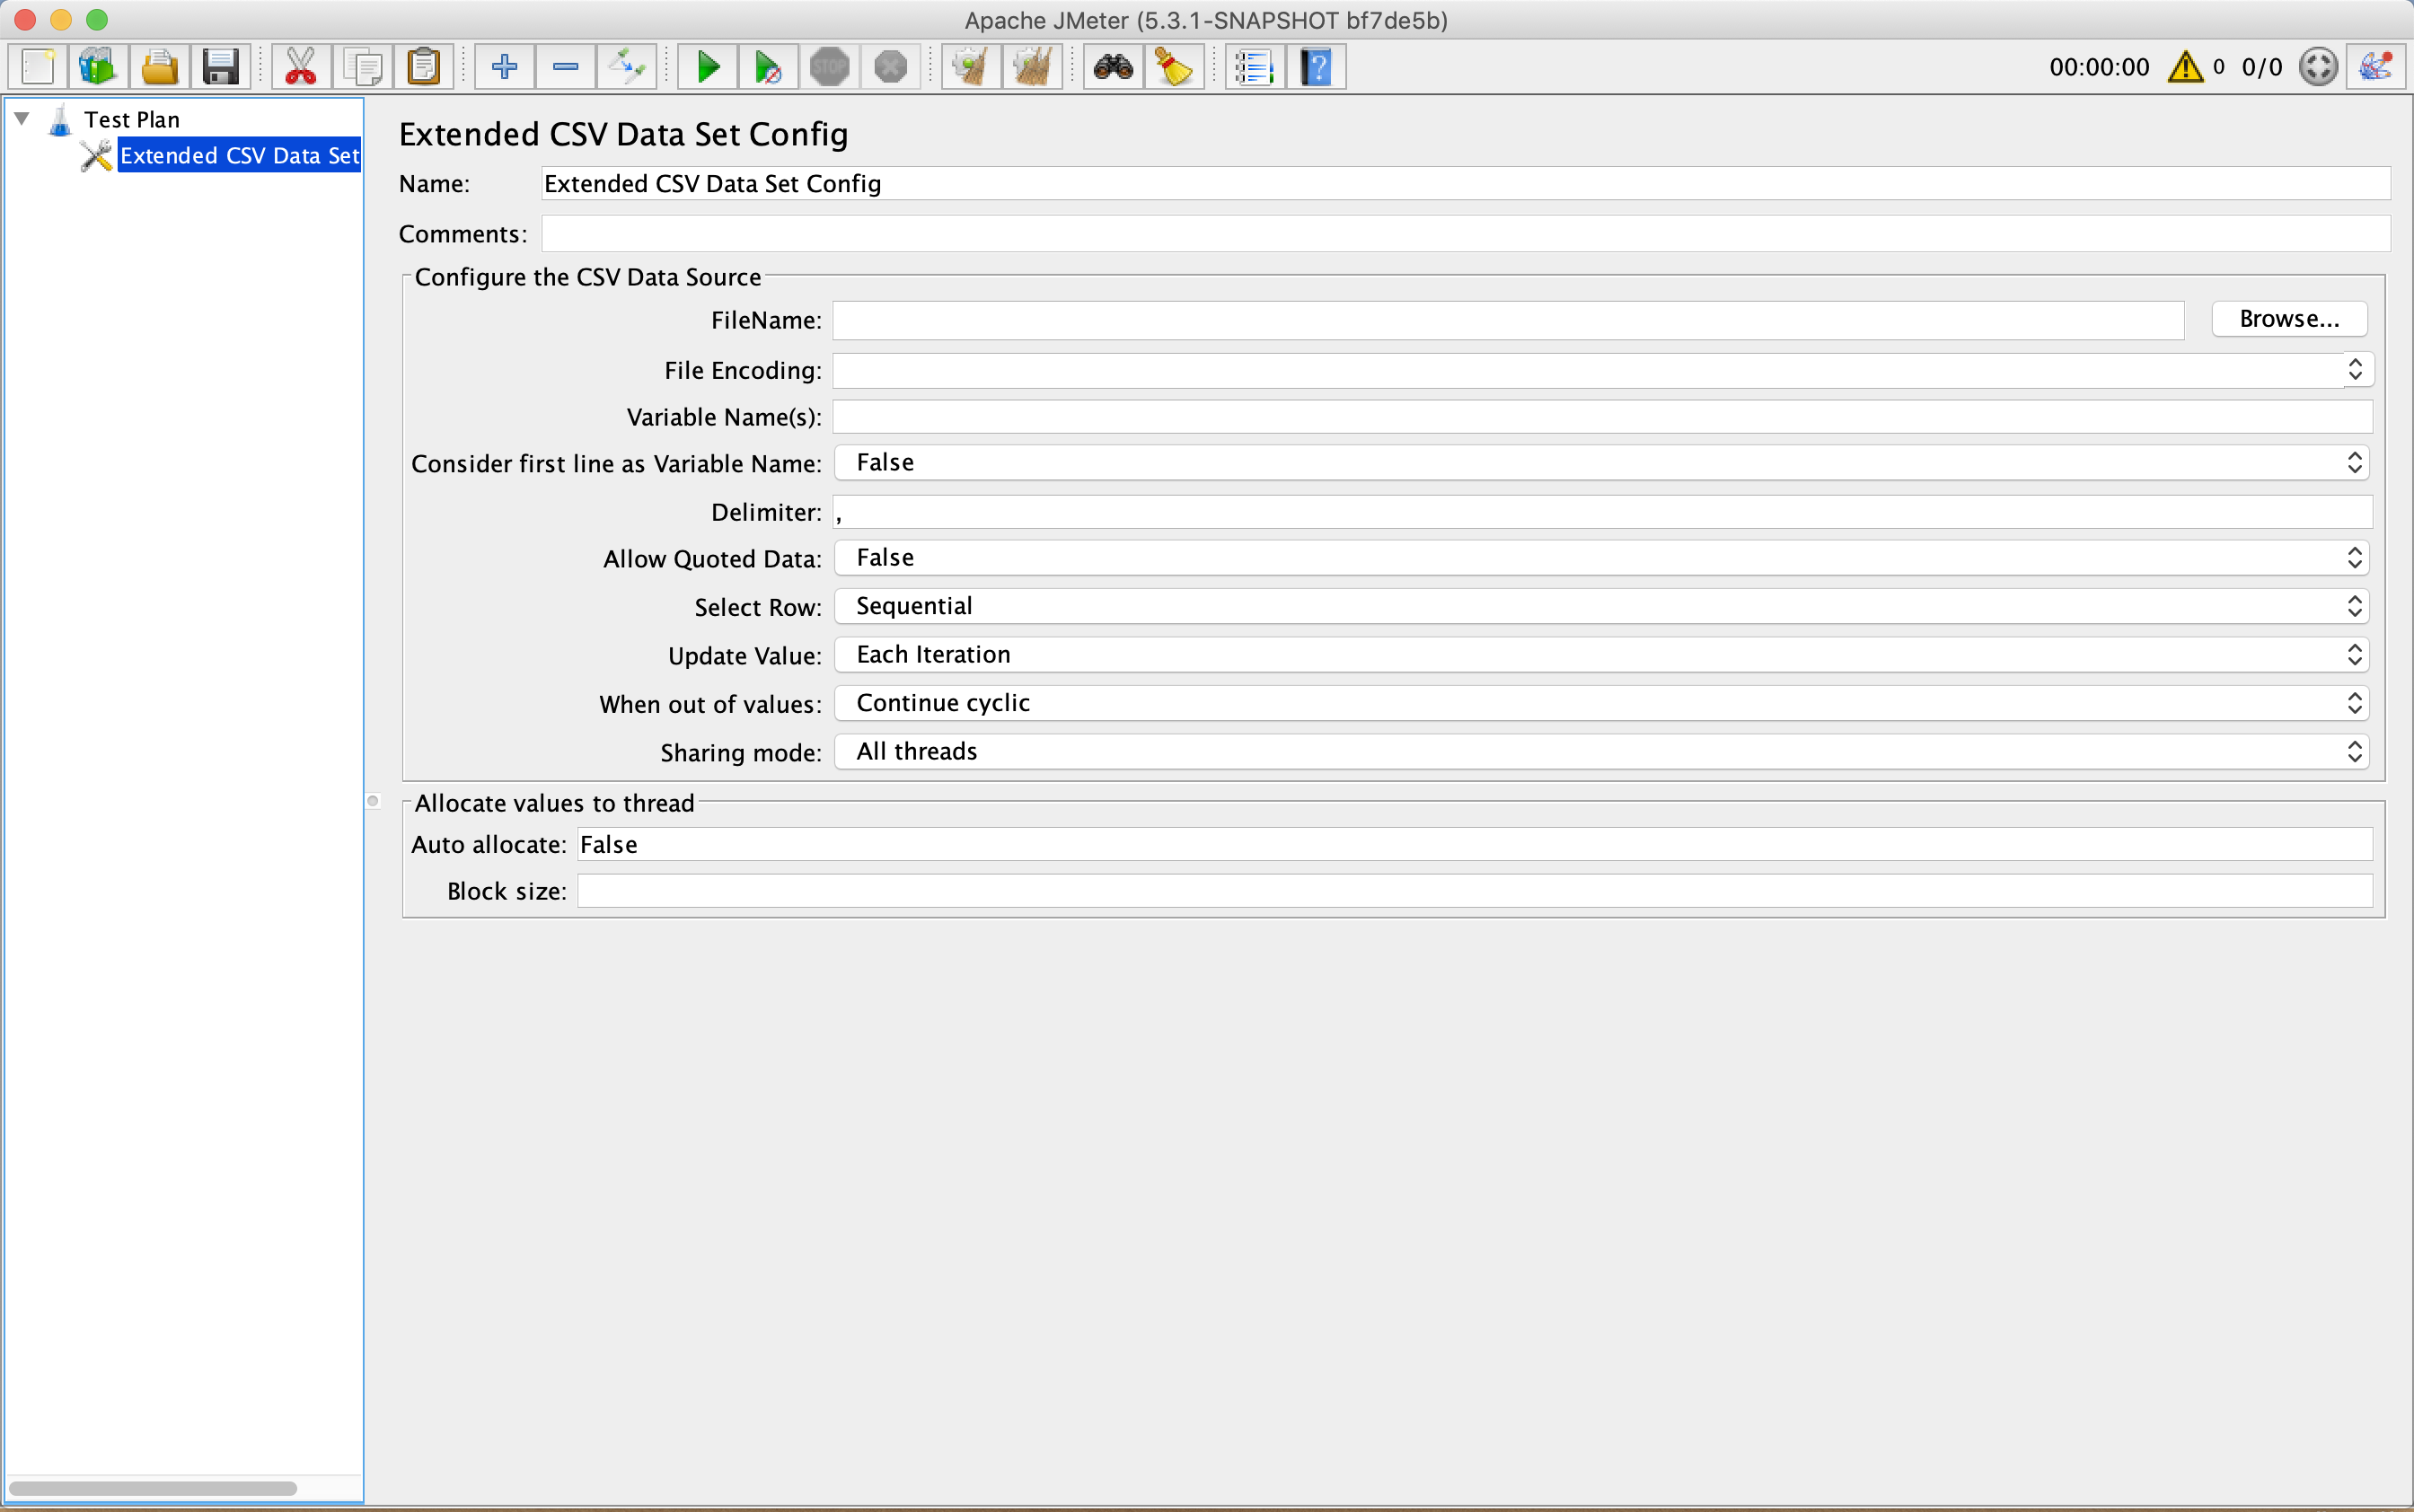 Apache JMeter (5.3.1-SNAPSHOT bf7de5b)
STOP
00:00:00 0 0/0
Test Plan
Extended CSV Data Set
Extended CSV Data Set Config
Name: Extended CSV Data Set Config
Comments:
Configure the CSV Data Source
FileName: Browse...
File Encoding:
Variable Name(s):
Consider first line as Variable Name: False
Delimiter: ,
Allow Quoted Data: False
Select Row: Sequential
Update Value: Each Iteration
When out of values: Continue cyclic
Sharing mode: All threads
Allocate values to thread
Auto allocate: False
Block size: